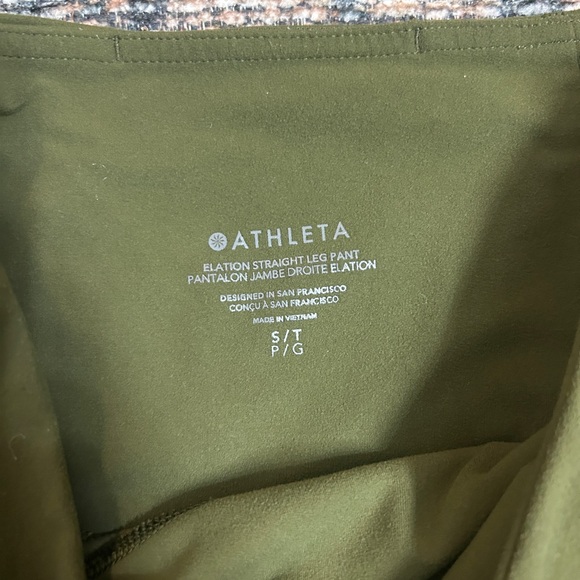 ATHLETA
ELATION STRAIGHT LEG PANT
PANTALON JAMBE DROITE ELATION
DESIGNED IN SAN FRANCISCO
CONÇU À SAN FRANCISCO
MADE IN VIETNAM
S/T
P/G